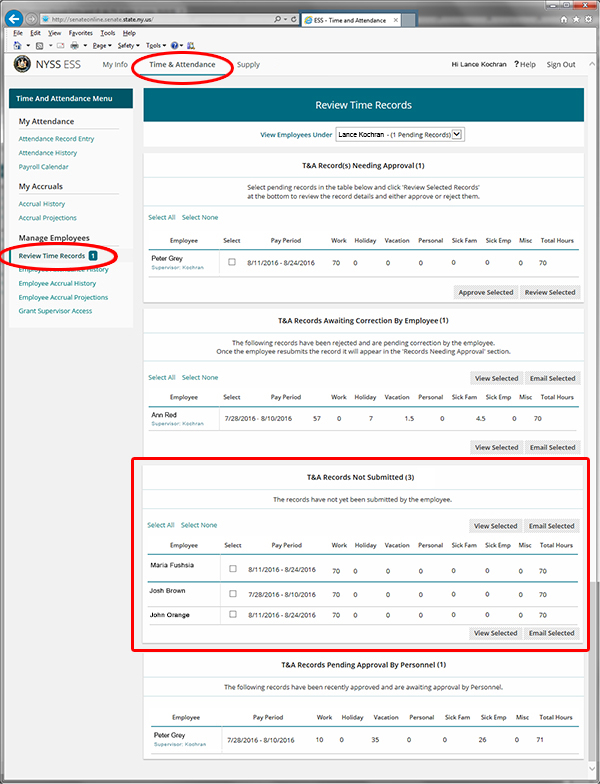 http://senateonline.senate.state.ny.us/
ESS - Time and Attendance
File Edit View Favorites Tools Help
Page Safety Tools
NYSS ESS My Info Time & Attendance Supply Hi Lance Kochran ? Help Sign Out
Time And Attendance Menu
My Attendance
Attendance Record Entry
Attendance History
Payroll Calendar
My Accruals
Accrual History
Accrual Projections
Manage Employees
Review Time Records 1
Employee Attendance History
Employee Accrual History
Employee Accrual Projections
Grant Supervisor Access
Review Time Records
View Employees Under Lance Kochran - (1 Pending Records)
T&A Record(s) Needing Approval (1)
Select pending records in the table below and click 'Review Selected Records'
at the bottom to review the record details and either approve or reject them.
Select All Select None
Employee Select Pay Period Work Holiday Vacation Personal Sick Fam Sick Emp Misc Total Hours
Peter Grey 8/11/2016 - 8/24/2016 70 0 0 0 0 0 0 70
Supervisor: Kochran
Approve Selected Review Selected
T&A Records Awaiting Correction By Employee (1)
The following records have been rejected and are pending correction by the employee.
Once the employee resubmits the record it will appear in the 'Records Needing Approval' section.
Select All Select None View Selected Email Selected
Employee Select Pay Period Work Holiday Vacation Personal Sick Fam Sick Emp Misc Total Hours
Ann Red 7/28/2016 - 8/10/2016 57 0 7 1.5 0 4.5 0 70
Supervisor: Kochran
View Selected Email Selected
T&A Records Not Submitted (3)
The records have not yet been submitted by the employee.
Select All Select None View Selected Email Selected
Employee Select Pay Period Work Holiday Vacation Personal Sick Fam Sick Emp Misc Total Hours
Maria Fushsia 8/11/2016 - 8/24/2016 70 0 0 0 0 0 0 70
Josh Brown 7/28/2016 - 8/10/2016 70 0 0 0 0 0 0 70
John Orange 8/11/2016 - 8/24/2016 70 0 0 0 0 0 0 70
View Selected Email Selected
T&A Records Pending Approval By Personnel (1)
The following records have been recently approved and are awaiting approval by Personnel.
Employee Pay Period Work Holiday Vacation Personal Sick Fam Sick Emp Misc Total Hours
Peter Grey 7/28/2016 - 8/10/2016 10 0 35 0 0 26 0 71
Supervisor: Kochran